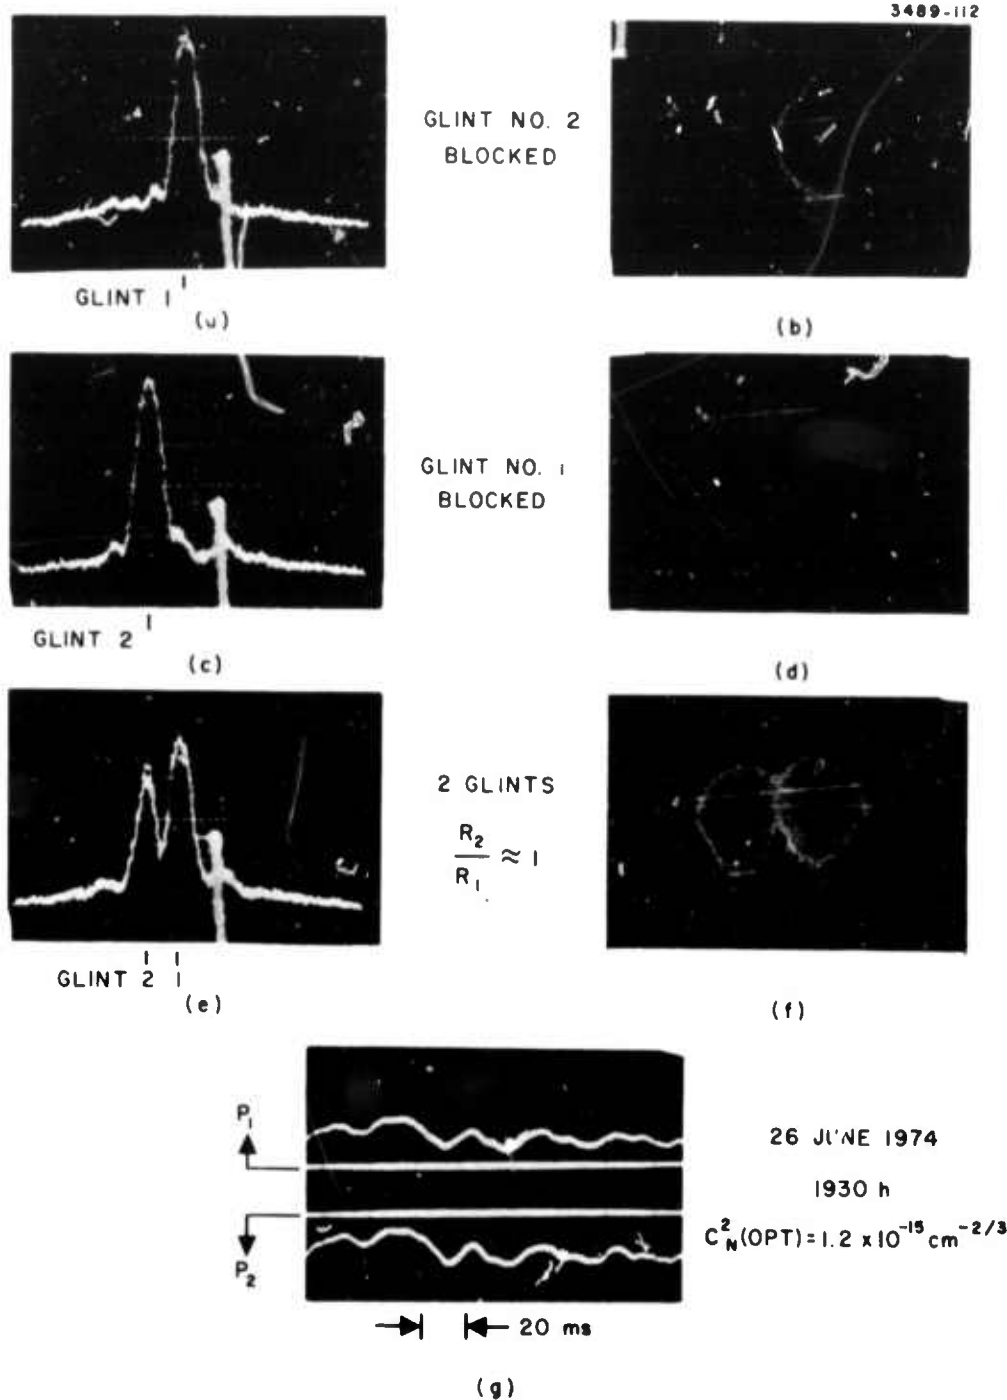 3489-112
GLINT NO. 2
BLOCKED
GLINT 1
(a)
(b)
GLINT NO. 1
BLOCKED
GLINT 2
(c)
(d)
2 GLINTS
R₂
R₁
≈ 1
GLINT 2 1
(e)
(f)
P₁
P₂
26 JUNE 1974
1930 h
C²N(OPT)=1.2 x 10⁻¹⁵ cm⁻²/³
20 ms
(g)